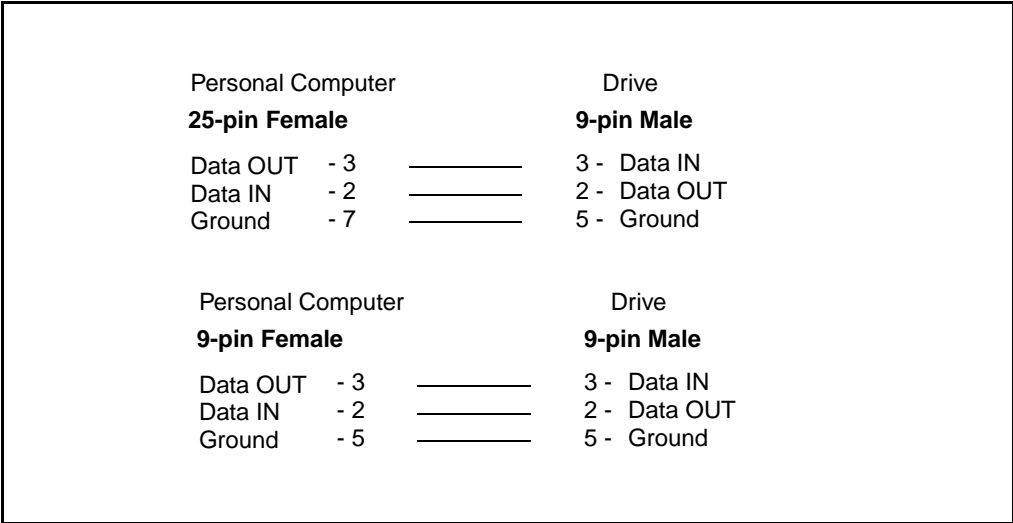 Personal Computer Drive
25-pin Female 9-pin Male
Data OUT - 3 3 - Data IN
Data IN - 2 2 - Data OUT
Ground - 7 5 - Ground
Personal Computer Drive
9-pin Female 9-pin Male
Data OUT - 3 3 - Data IN
Data IN - 2 2 - Data OUT
Ground - 5 5 - Ground